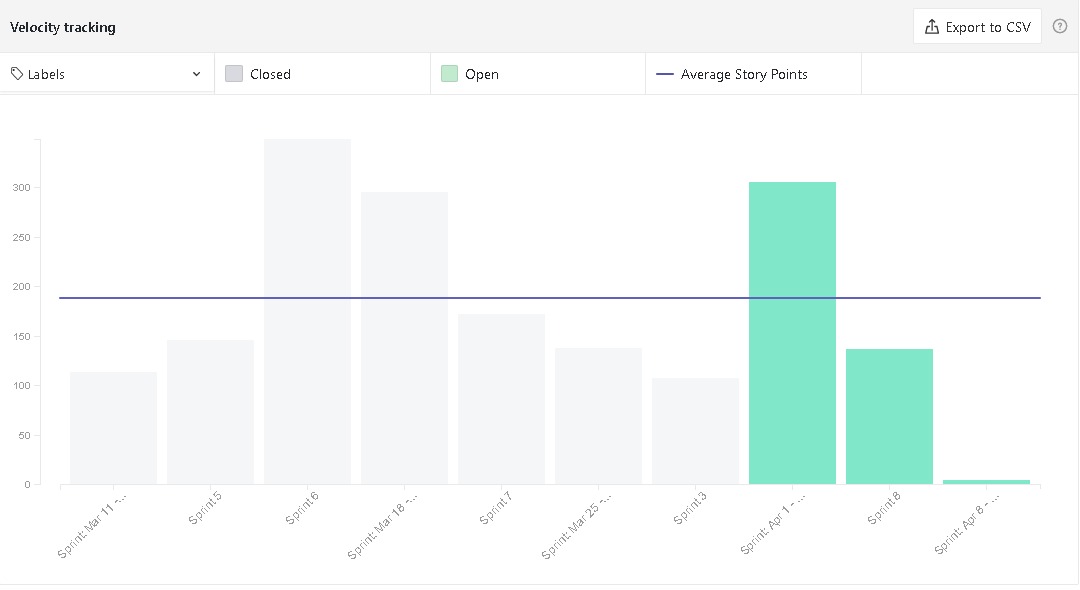 Velocity tracking
Export to CSV
Labels
Closed
Open
Average Story Points
300
250
200
150
100
50
0
Sprint: Mar 11 -...
Sprint 5
Sprint 6
Sprint: Mar 18 -...
Sprint 7
Sprint: Mar 25 -...
Sprint 3
Sprint: Apr 1 - ...
Sprint 8
Sprint: Apr 8 - ...